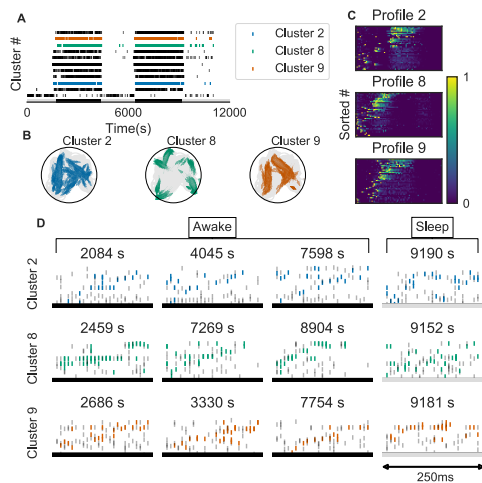 A
Cluster #
0
6000
12000
Time(s)
Cluster 2
Cluster 8
Cluster 9
C
Profile 2
Profile 8
Profile 9
Sorted #
1
0
B
Cluster 2
Cluster 8
Cluster 9
D
Awake
Sleep
Cluster 2
2084 s
4045 s
7598 s
9190 s
Cluster 8
2459 s
7269 s
8904 s
9152 s
Cluster 9
2686 s
3330 s
7754 s
9181 s
250ms